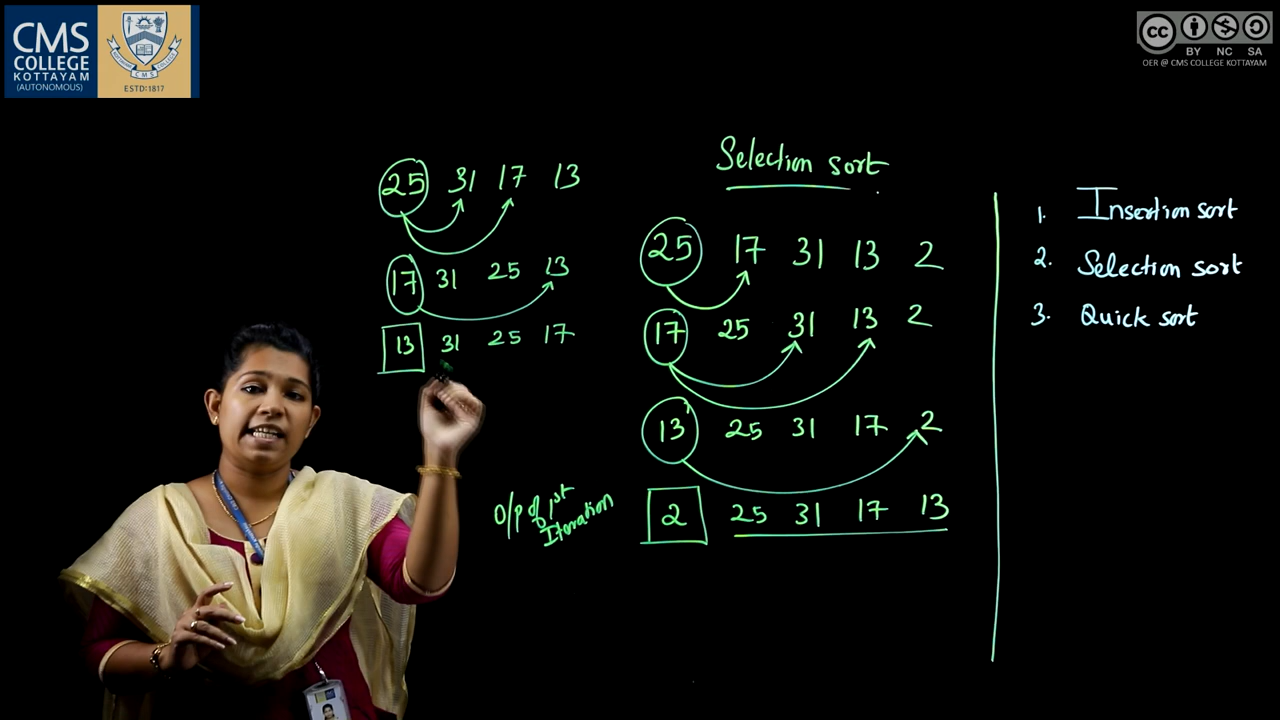 CMS
COLLEGE
KOTTAYAM
(AUTONOMOUS)
ESTD:1817
CC BY NC SA
OER @ CMS COLLEGE KOTTAYAM
25 31 17 13
17 31 25 13
13 31 25 17
Selection sort
25 17 31 13 2
17 25 31 13 2
13 25 31 17 2
O/P of 1st
Iteration
2 25 31 17 13
1. Insertion sort
2. Selection sort
3. Quick sort